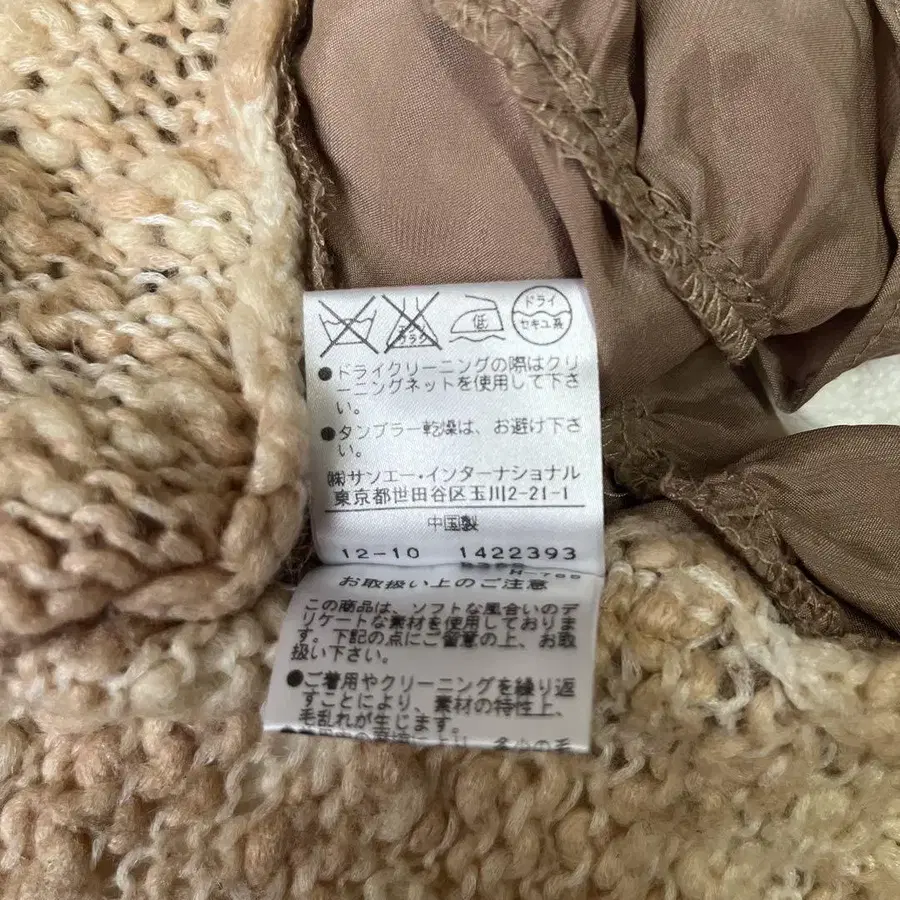 エンソ
サラシ
低
ドライ
セキユ系
●ドライクリーニングの際はクリ
ーニングネットを使用して下さ
い。
●タンブラー乾燥は、お避け下さ
い。
㈱サンエー・インターナショナル
東京都世田谷区玉川2-21-1
中国製
12-10 1422393
お取扱い上のご注意
この商品は、ソフトな風合いのデ
リケートな素材を使用しておりま
す。下記の点にご留意の上、お取
扱い下さい。
●ご着用やクリーニングを繰り返
すことにより、素材の特性上、
毛乱れが生じます。